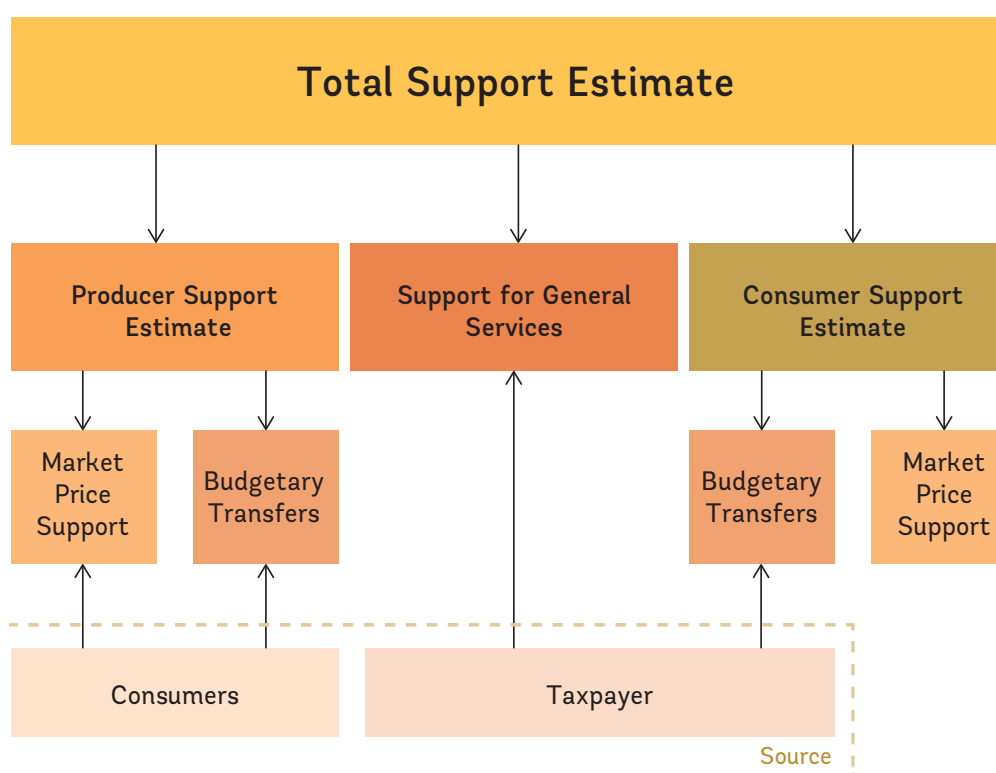 Total Support Estimate
Producer Support
Estimate
Support for General
Services
Consumer Support
Estimate
Market
Price
Support
Budgetary
Transfers
Budgetary
Transfers
Market
Price
Support
Consumers
Taxpayer
Source